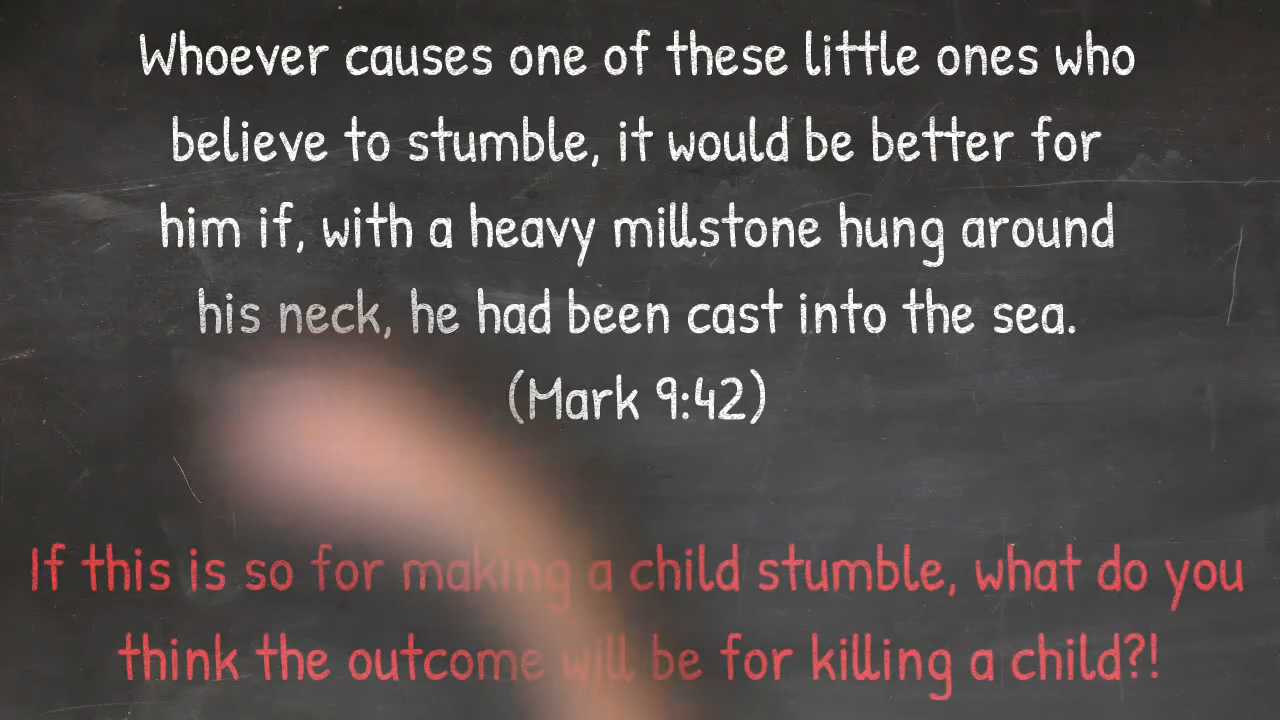 Whoever causes one of these little ones who
believe to stumble, it would be better for
him if, with a heavy millstone hung around
his neck, he had been cast into the sea.
(Mark 9:42)
If this is so for making a child stumble, what do you
think the outcome will be for killing a child?!